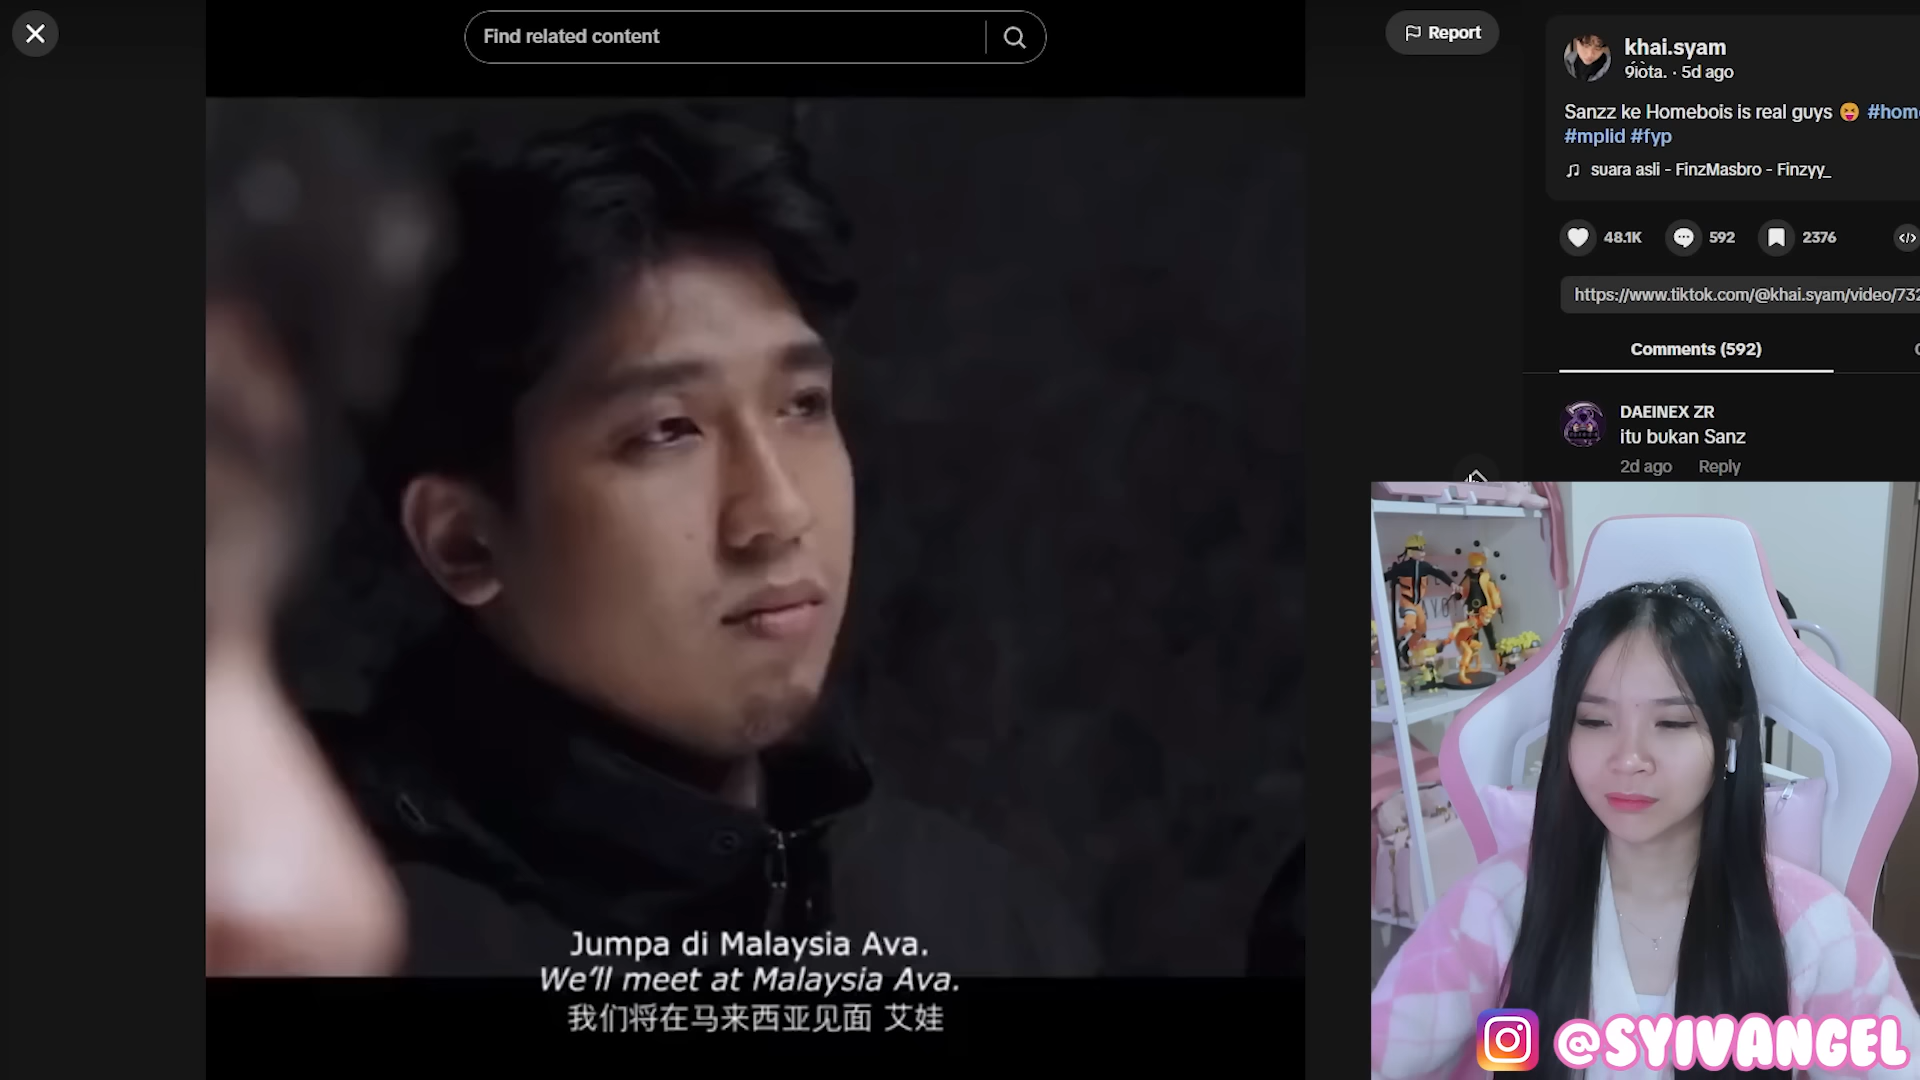 Find related content
Report
khai.syam
9íòta. · 5d ago
Sanzz ke Homebois is real guys 😝 #hom
#mplid #fyp
suara asli - FinzMasbro - Finzyy_
48.1K
592
2376
https://www.tiktok.com/@khai.syam/video/732
Comments (592)
DAEINEX ZR
itu bukan Sanz
2d ago Reply
Jumpa di Malaysia Ava.
We'll meet at Malaysia Ava.
我们将在马来西亚见面 艾娃
@SYIVANGEL